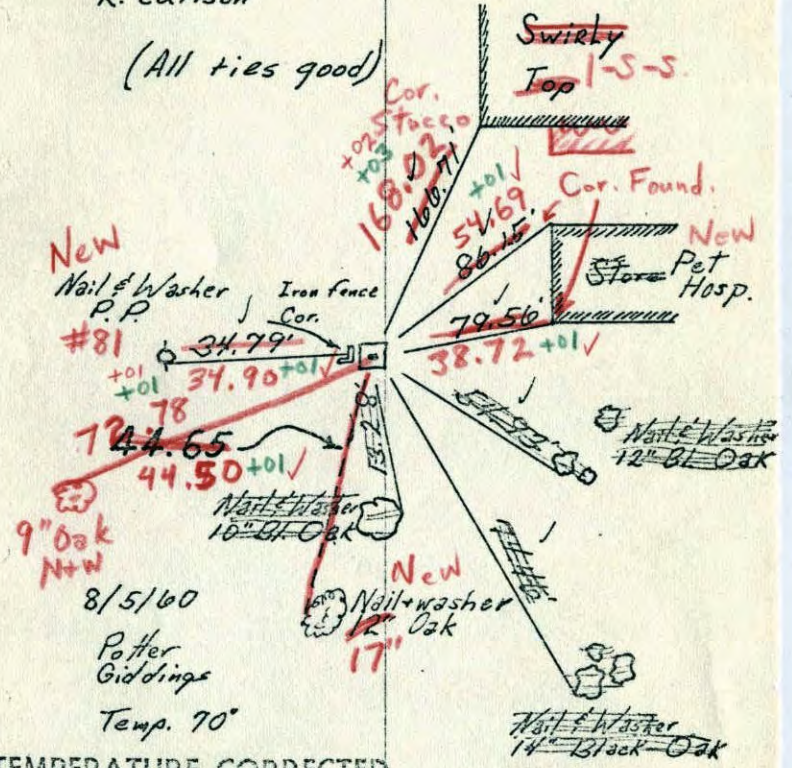 R. Carlson
(All ties good)
Swirly
Top 1-S-S.
Cor.
Stucco
+02
+03
168.02'
166.71
+01
54.69
86.15'
Cor. Found.
New
Store Pet
Hosp.
79.56'
38.72 +01
New
Nail & Washer
P.P.
#81
Iron fence
Cor.
34.79'
34.90 +01
+01
+01
72.78
44.65
44.50 +01
9" Oak
N+W
13.28'
Nail & Washer
10" Bl Oak
Nail & Washer
12" Bl Oak
New
Nail+washer
12" Oak
17"
8/5/60
Potter
Giddings
Temp. 70°
Nail & Washer
14" Black Oak
TEMPERATURE CORRECTED